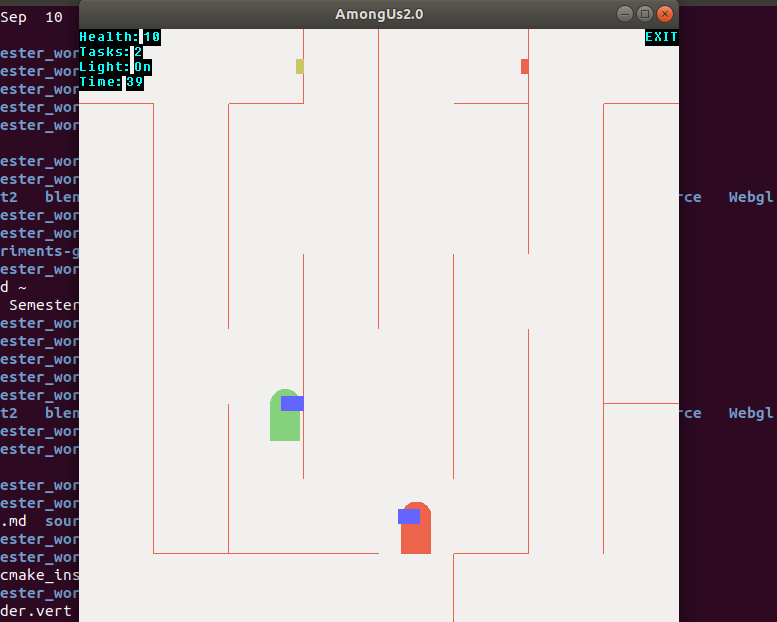 AmongUs2.0
Sep 10
Health:10
Tasks:2
Light:On
Time:39
EXIT
ester_wor
ester_wor
ester_wor
ester_wor
ester_wor
ester_wor
ester_wor
t2 blen rce Webgl
ester_wor
ester_wor
riments-g
ester_wor
d ~
Semester
ester_wor
ester_wor
ester_wor
ester_wor
ester_wor
t2 blen rce Webgl
ester_wor
ester_wor
ester_wor
ester_wor
.md sour
ester_wor
ester_wor
cmake_ins
ester_wor
der.vert